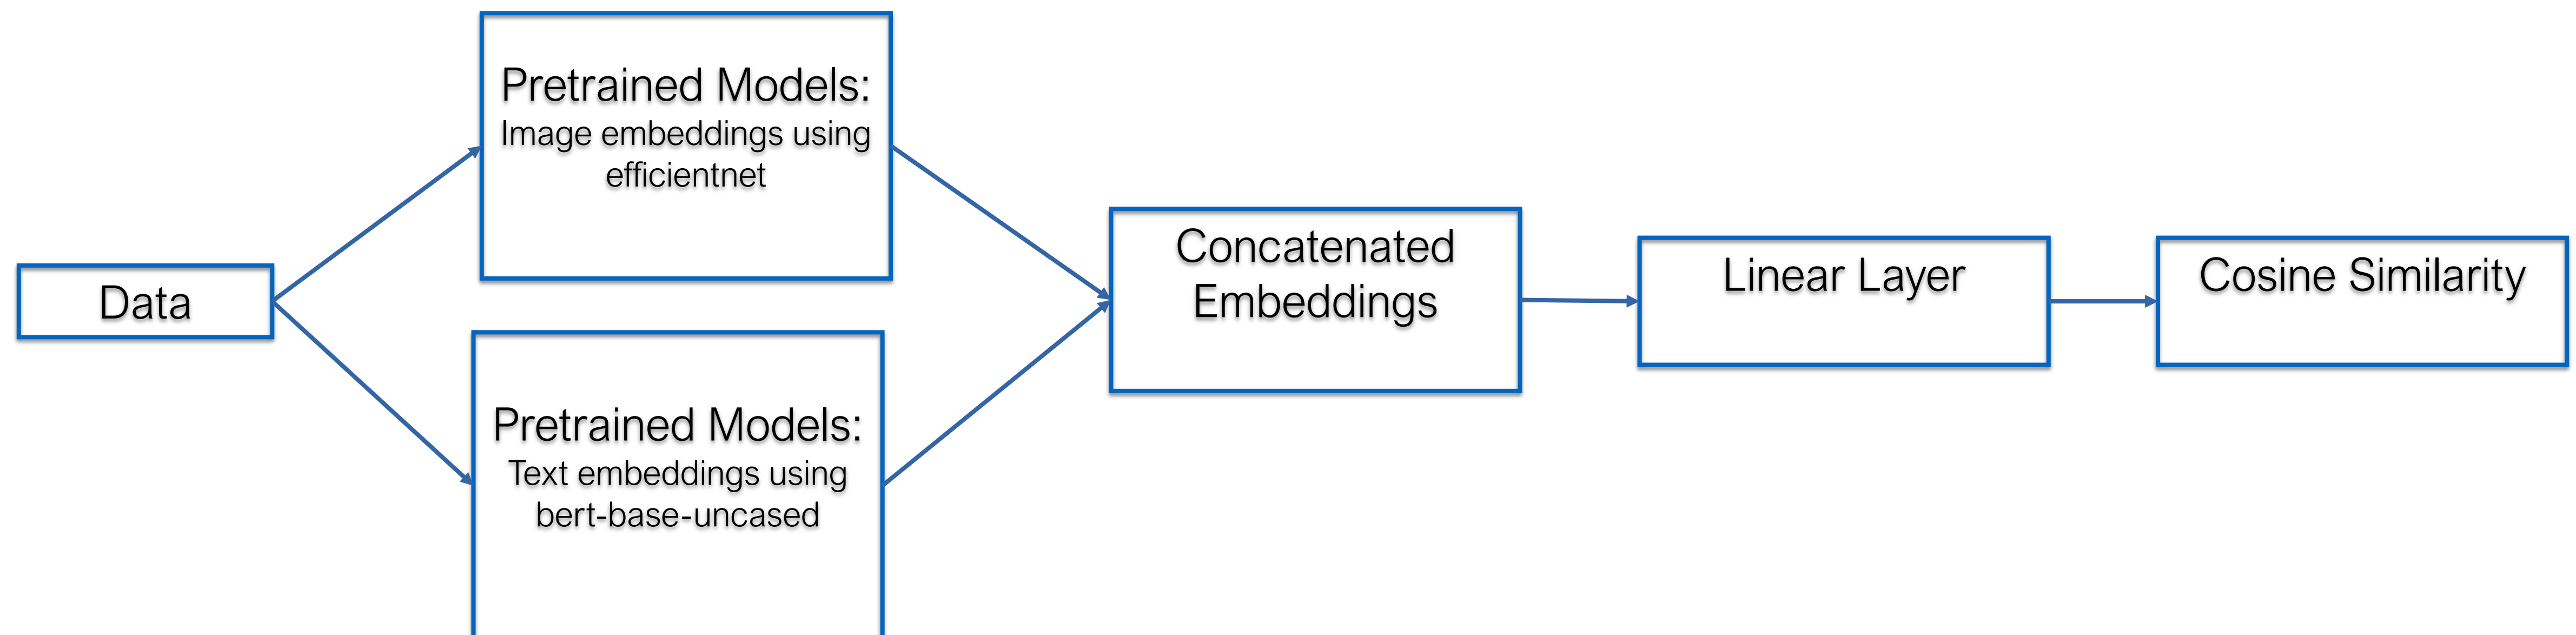 Data
Pretrained Models:
Image embeddings using
efficientnet
Pretrained Models:
Text embeddings using
bert-base-uncased
Concatenated
Embeddings
Linear Layer
Cosine Similarity